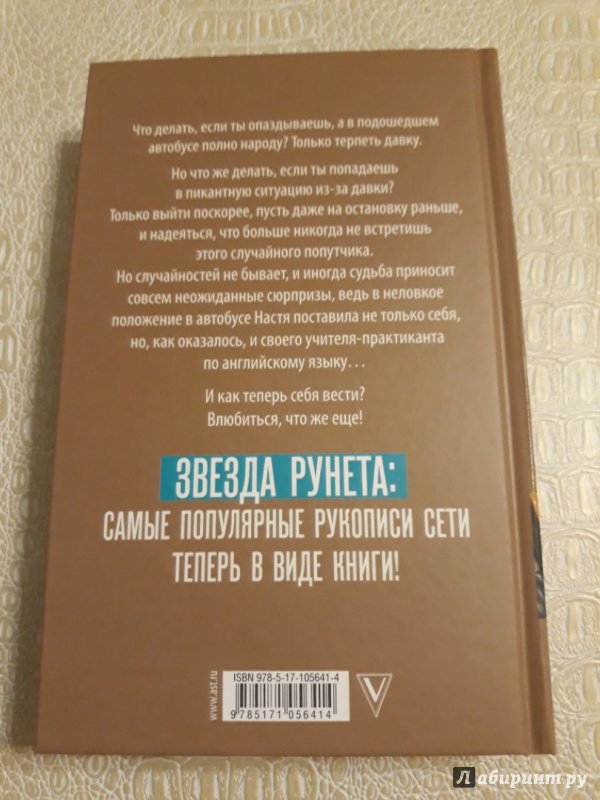 Что делать, если ты опаздываешь, а в подошедшем
автобусе полно народу? Только терпеть давку.
Но что же делать, если ты попадаешь
в пикантную ситуацию из-за давки?
Только выйти поскорее, пусть даже на остановку раньше,
и надеяться, что больше никогда не встретишь
этого случайного попутчика.
Но случайностей не бывает, и иногда судьба приносит
совсем неожиданные сюрпризы, ведь в неловкое
положение в автобусе Настя поставила не только себя,
но, как оказалось, и своего учителя-практиканта
по английскому языку...
И как теперь себя вести?
Влюбиться, что же еще!
ЗВЕЗДА РУНЕТА:
САМЫЕ ПОПУЛЯРНЫЕ РУКОПИСИ СЕТИ
ТЕПЕРЬ В ВИДЕ КНИГИ!
www.ast.ru
ISBN 978-5-17-105641-4
9 785171 056414
Лабиринт.ру